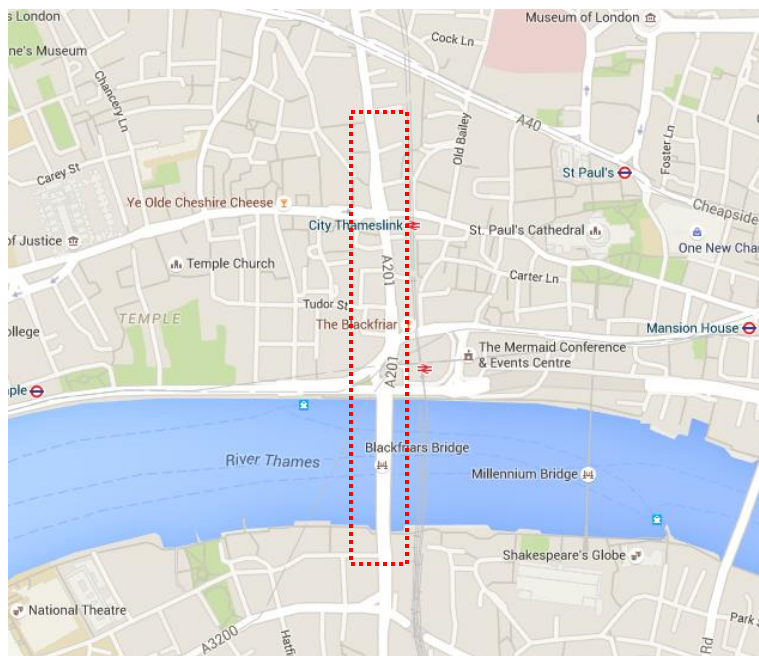 s London
Museum of London
Cock Ln
ne's Museum
Chancery Ln
A40
Old Bailey
Foster Ln
Carey St
St Paul's
Ye Olde Cheshire Cheese
Cheapside
City Thameslink
St. Paul's Cathedral
of Justice
One New Chan
Temple Church
A201
Carter Ln
Tudor St
TEMPLE
The Blackfriar
Mansion House
ollege
The Mermaid Conference
& Events Centre
A201
ple
Blackfriars Bridge
River Thames
Millennium Bridge
Shakespeare's Globe
National Theatre
Park S
A3200
Hatfi
Rd